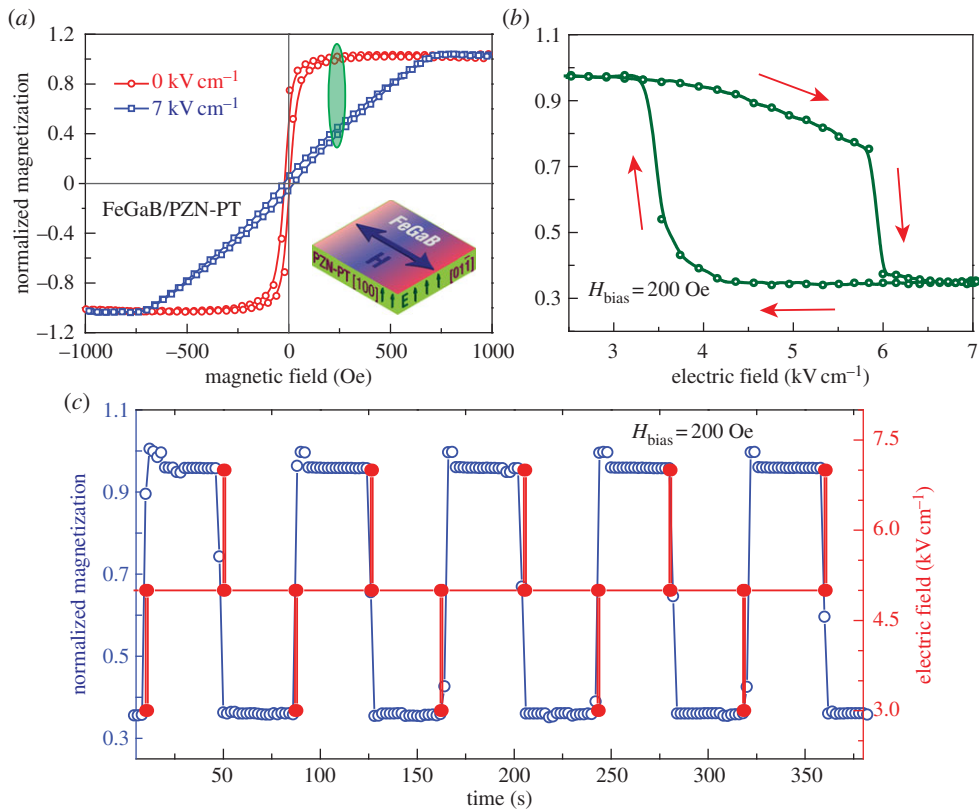 (a)
1.2
0.8
0.4
0
−0.4
−0.8
−1.2
normalized magnetization
0 kV cm−1
7 kV cm−1
FeGaB/PZN-PT
FeGaB
H
PZN-PT [100]
E
[011̄]
−1000
−500
0
500
1000
magnetic field (Oe)
(b)
1.1
0.9
0.7
0.5
0.3
Hbias = 200 Oe
3
4
5
6
7
electric field (kV cm−1)
(c)
1.1
0.9
0.7
0.5
0.3
normalized magnetization
Hbias = 200 Oe
7.5
6.0
4.5
3.0
electric field (kV cm−1)
50
100
150
200
250
300
350
time (s)